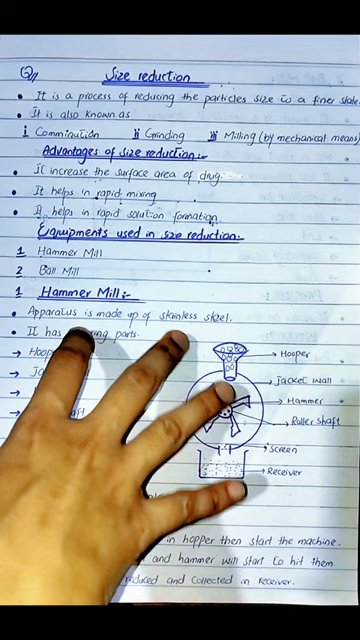 Q//
Size reduction
• It is a process of reducing the particles size to a finer state
• It is also known as
i Comminution ii Grinding iii Milling (by mechanical means)
Advantages of size reduction:-
• It increase the surface area of drug.
• It helps in rapid mixing
• It helps in rapid solution formation.
Equipments used in size reduction.
1 Hammer Mill
2 Ball Mill
1 Hammer Mill:-
• Apparatus is made up of stainless steel.
• It has parts.
→ Hooper
→ Jacket wall
→ Hammer
→ Roller shaft
→ Screen
→ Receiver
in hopper then start the machine.
and hammer will start to hit them.
and collected in receiver.